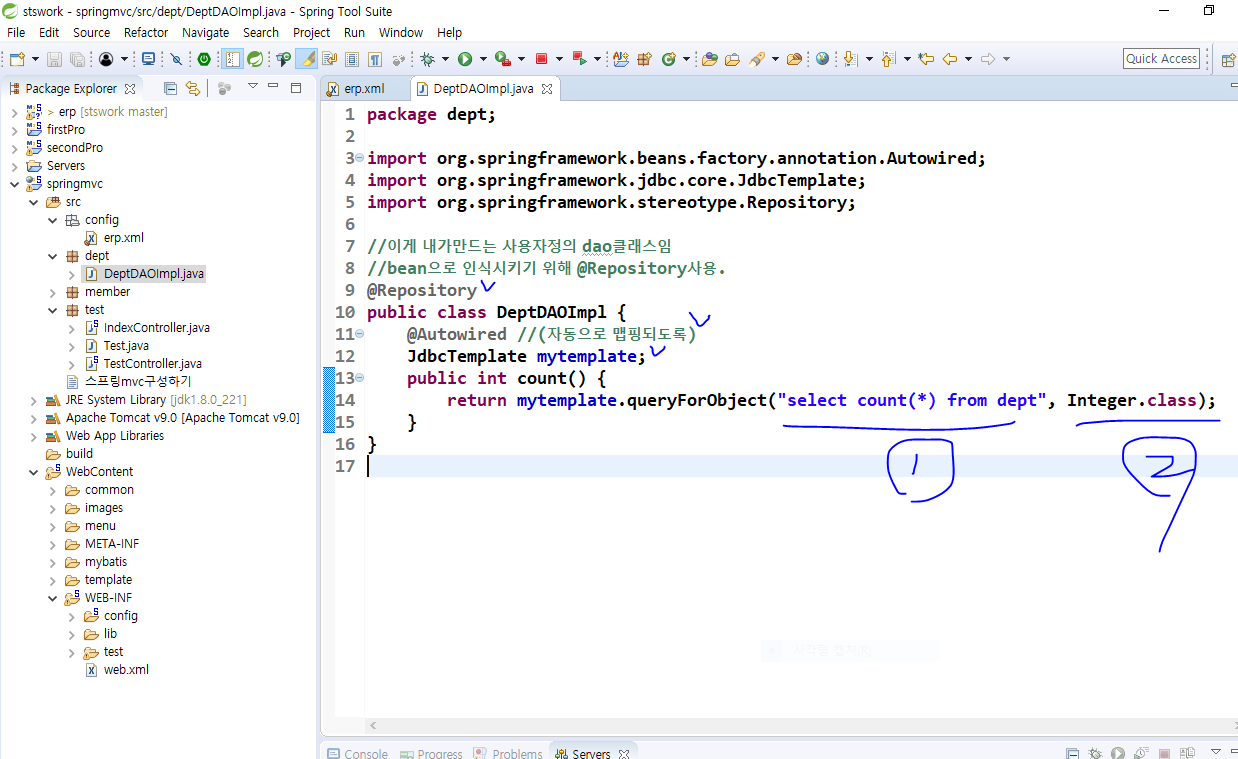 stswork - springmvc/src/dept/DeptDAOImpl.java - Spring Tool Suite
File Edit Source Refactor Navigate Search Project Run Window Help
Quick Access
Package Explorer
erp.xml
DeptDAOImpl.java
> erp [stswork master]
firstPro
secondPro
Servers
springmvc
src
config
erp.xml
dept
DeptDAOImpl.java
member
test
IndexController.java
Test.java
TestController.java
스프링mvc구성하기
JRE System Library [jdk1.8.0_221]
Apache Tomcat v9.0 [Apache Tomcat v9.0]
Web App Libraries
build
WebContent
common
images
menu
META-INF
mybatis
template
WEB-INF
config
lib
test
web.xml
1 package dept;
2
3 import org.springframework.beans.factory.annotation.Autowired;
4 import org.springframework.jdbc.core.JdbcTemplate;
5 import org.springframework.stereotype.Repository;
6
7 //이게 내가만드는 사용자정의 dao클래스임
8 //bean으로 인식시키기 위해 @Repository사용.
9 @Repository
10 public class DeptDAOImpl {
11 @Autowired //(자동으로 맵핑되도록)
12 JdbcTemplate mytemplate;
13 public int count() {
14 return mytemplate.queryForObject("select count(*) from dept", Integer.class);
15 }
16 }
17
1
2
Console Progress Problems Servers